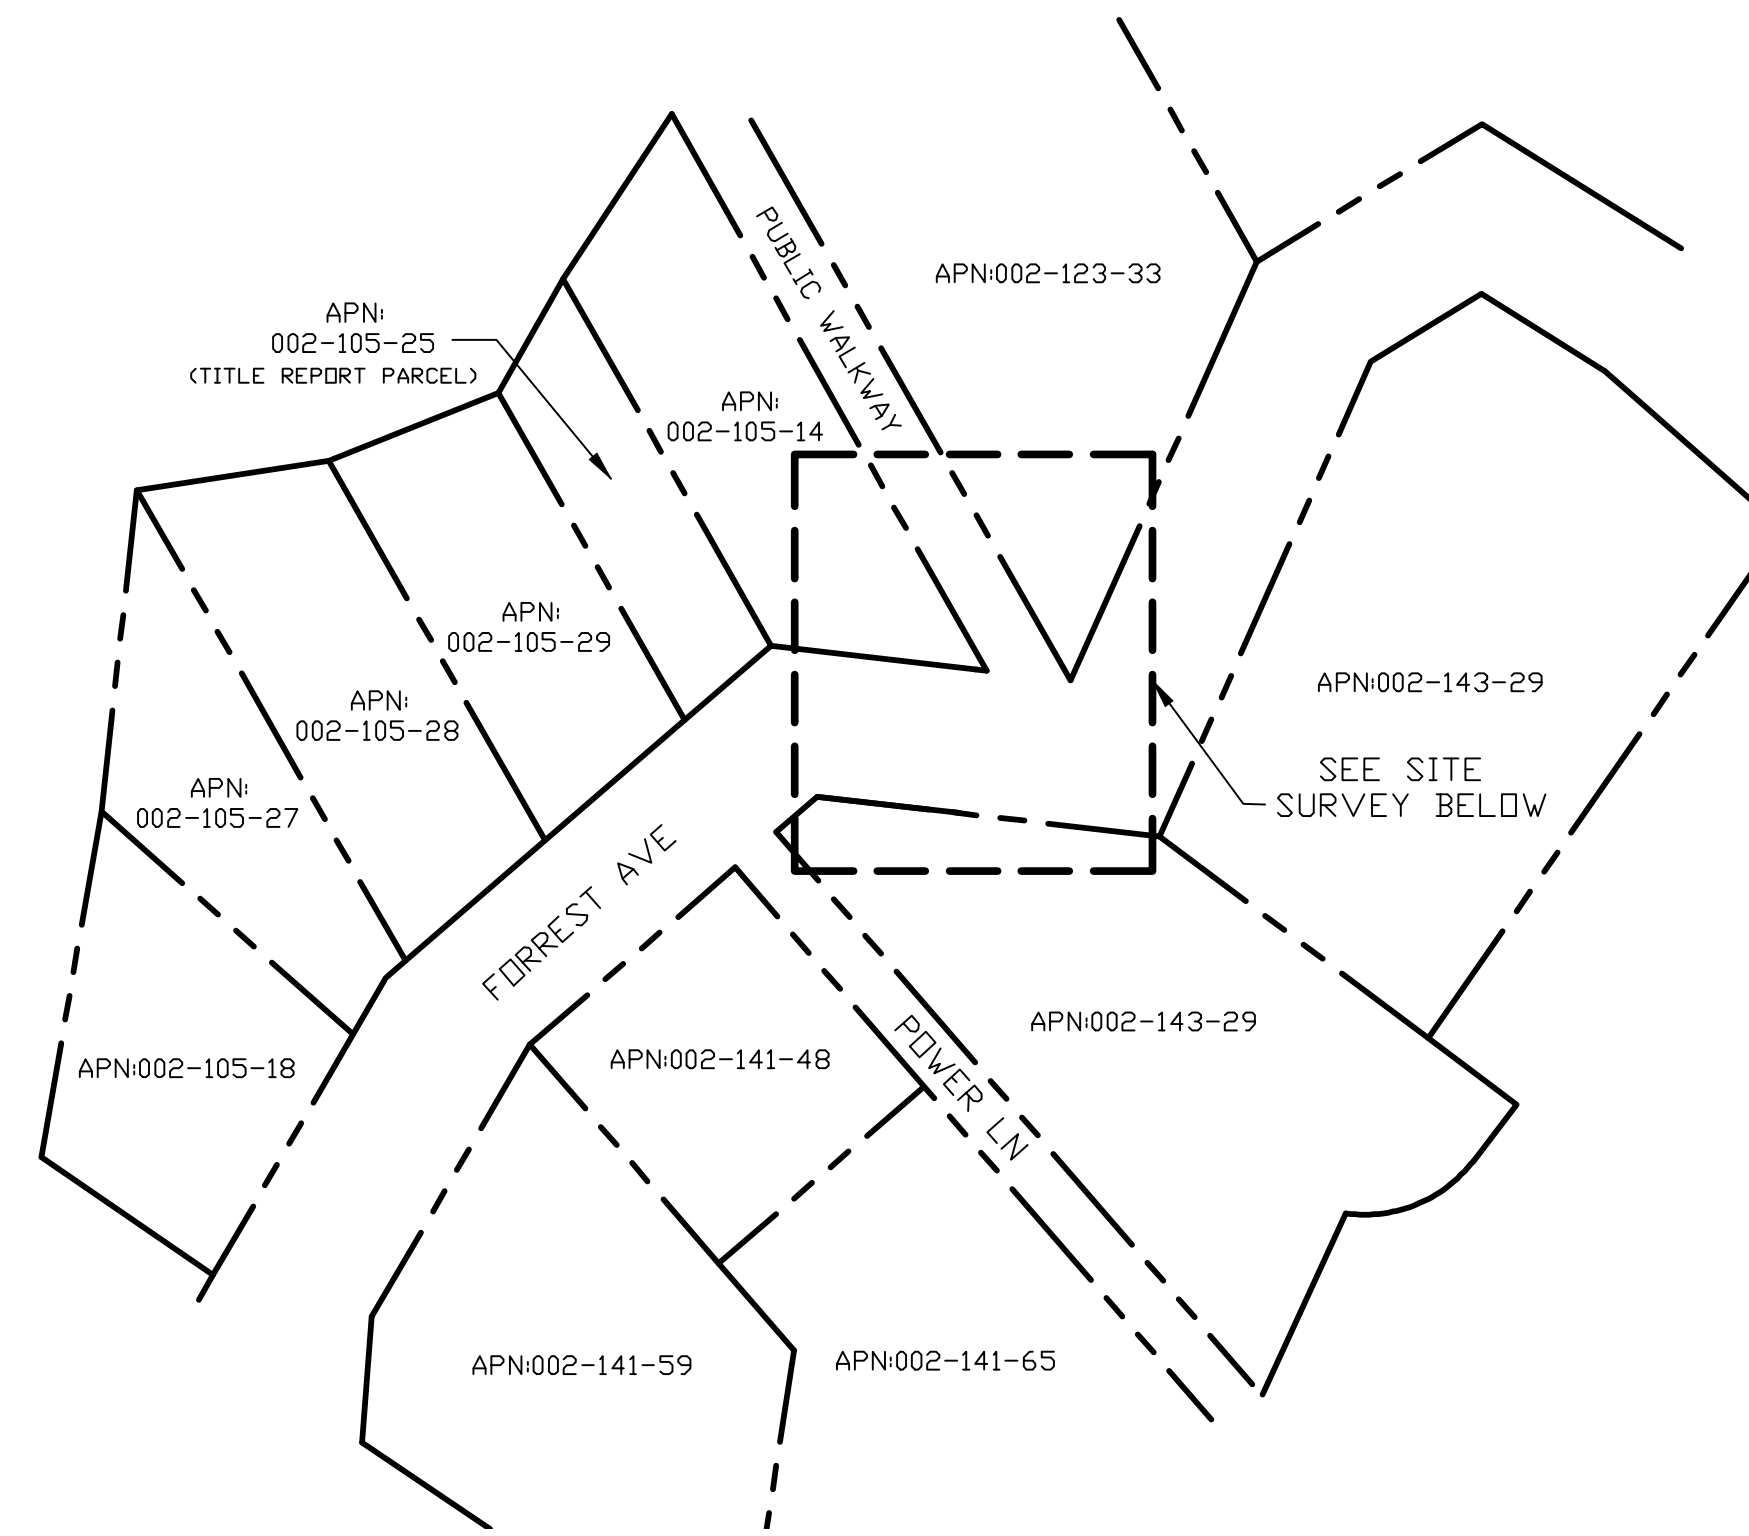 PUBLIC WALKWAY
APN:002-123-33
APN:
002-105-25
(TITLE REPORT PARCEL)
APN:
002-105-14
APN:
002-105-29
APN:002-143-29
APN:
002-105-28
SEE SITE
SURVEY BELOW
APN:
002-105-27
FORREST AVE
APN:002-143-29
APN:002-141-48
APN:002-105-18
POWER LN
APN:002-141-59
APN:002-141-65